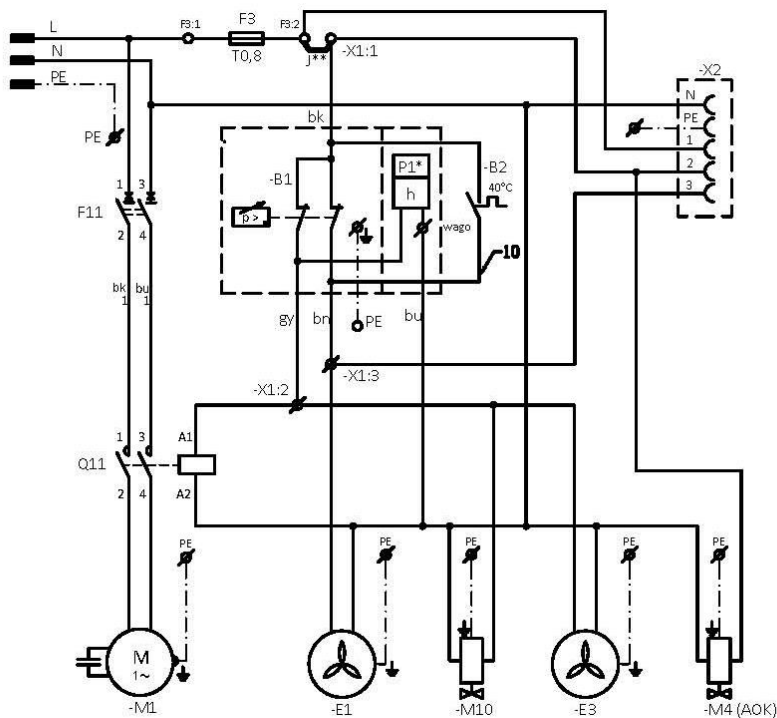 L
F3:1
F3
F3:2
T0,8
J**
-X1:1
N
PE
PE
-X2
N
PE
1
2
3
bk
-B1
P1*
h
-B2
40°C
p >
wago
10
1
3
F11
2
4
bk
1
bu
1
gy
bn
PE
bu
-X1:3
-X1:2
1
3
A1
Q11
2
4
A2
PE
PE
PE
PE
PE
M
1~
-M1
-E1
-M10
-E3
-M4 (AOK)